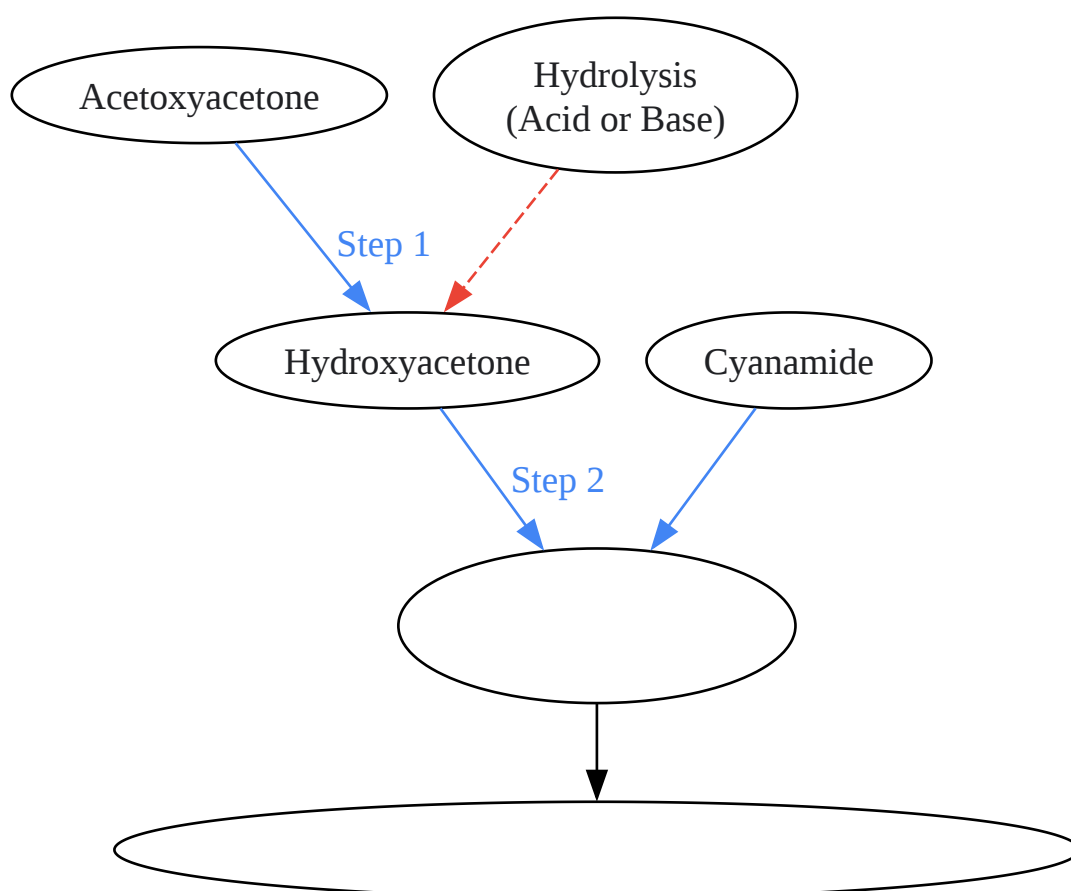 Acetoxyacetone
Hydrolysis
(Acid or Base)
Step 1
Hydroxyacetone
Cyanamide
Step 2